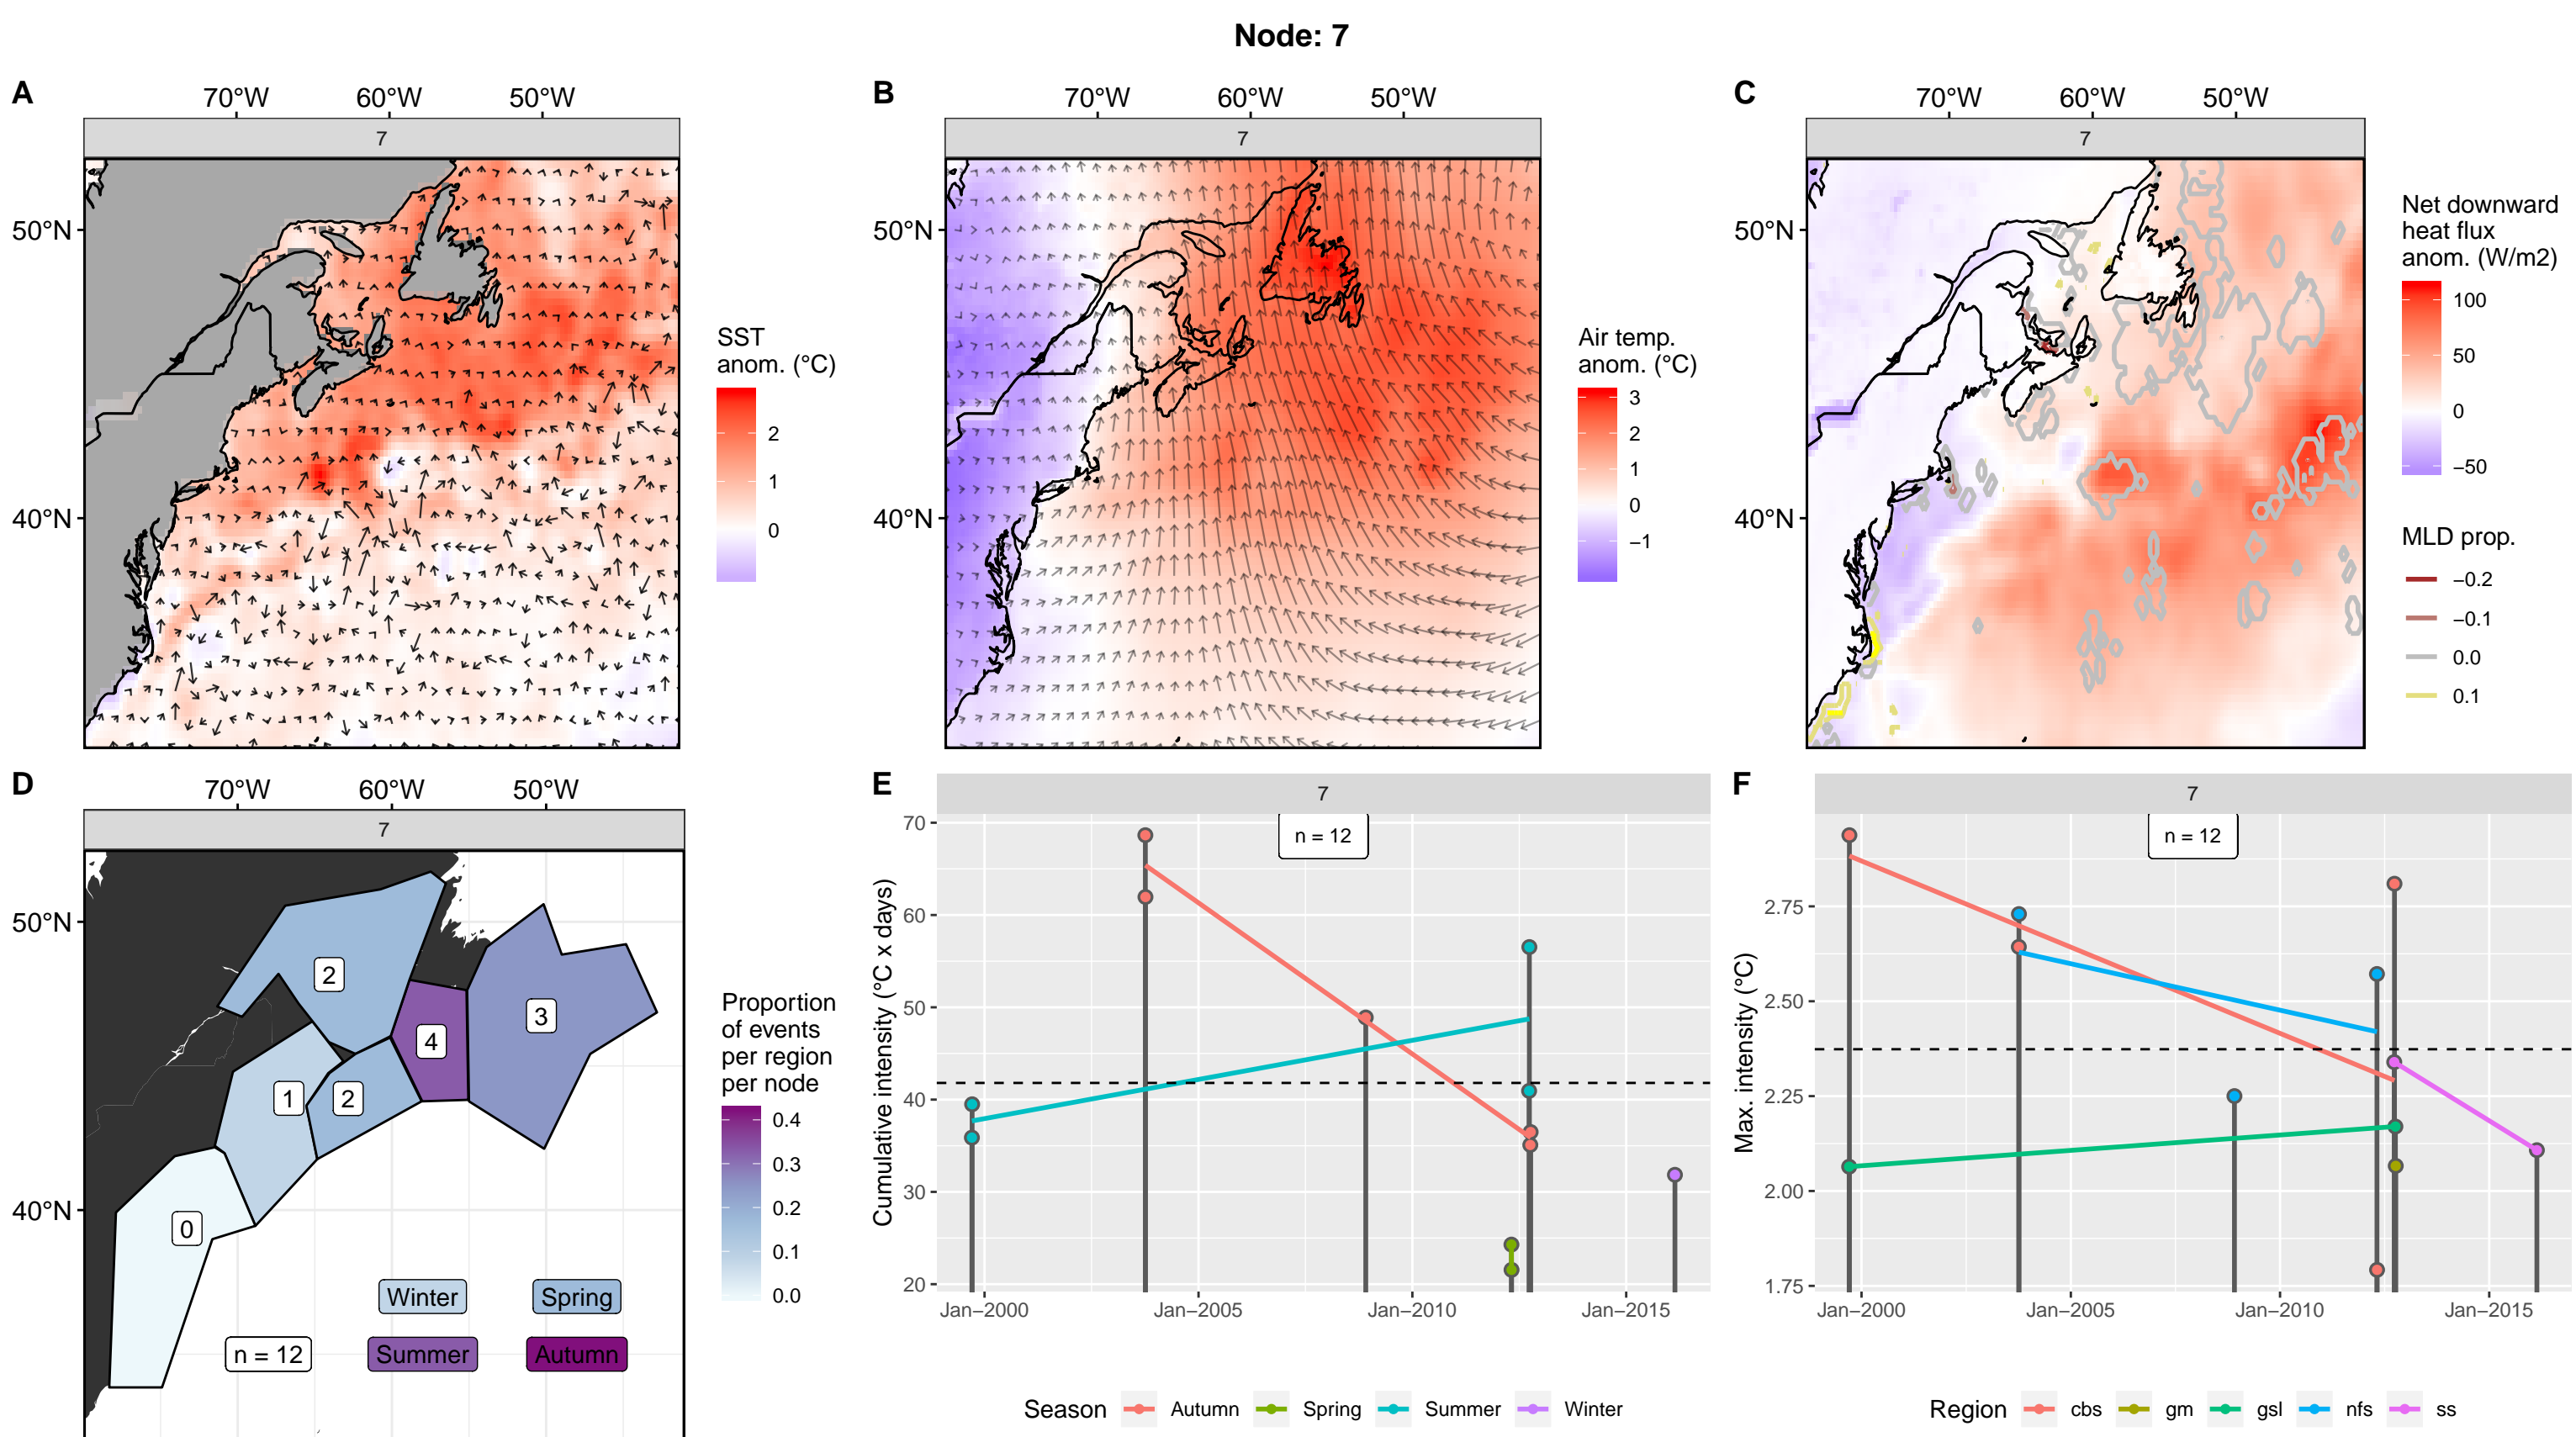 Node: 7
A
70°W 60°W 50°W
7
50°N
40°N
SST
anom. (°C)
2
1
0
B
70°W 60°W 50°W
7
50°N
40°N
Air temp.
anom. (°C)
3
2
1
0
−1
C
70°W 60°W 50°W
7
50°N
40°N
Net downward
heat flux
anom. (W/m2)
100
50
0
−50
MLD prop.
−0.2
−0.1
0.0
0.1
D
70°W 60°W 50°W
7
50°N
40°N
2
4
3
1
2
0
Winter Spring
n = 12 Summer Autumn
Proportion
of events
per region
per node
0.4
0.3
0.2
0.1
0.0
E
7
n = 12
Cumulative intensity (°C x days)
70
60
50
40
30
20
Jan−2000 Jan−2005 Jan−2010 Jan−2015
Season Autumn Spring Summer Winter
F
7
n = 12
Max. intensity (°C)
2.75
2.50
2.25
2.00
1.75
Jan−2000 Jan−2005 Jan−2010 Jan−2015
Region cbs gm gsl nfs ss